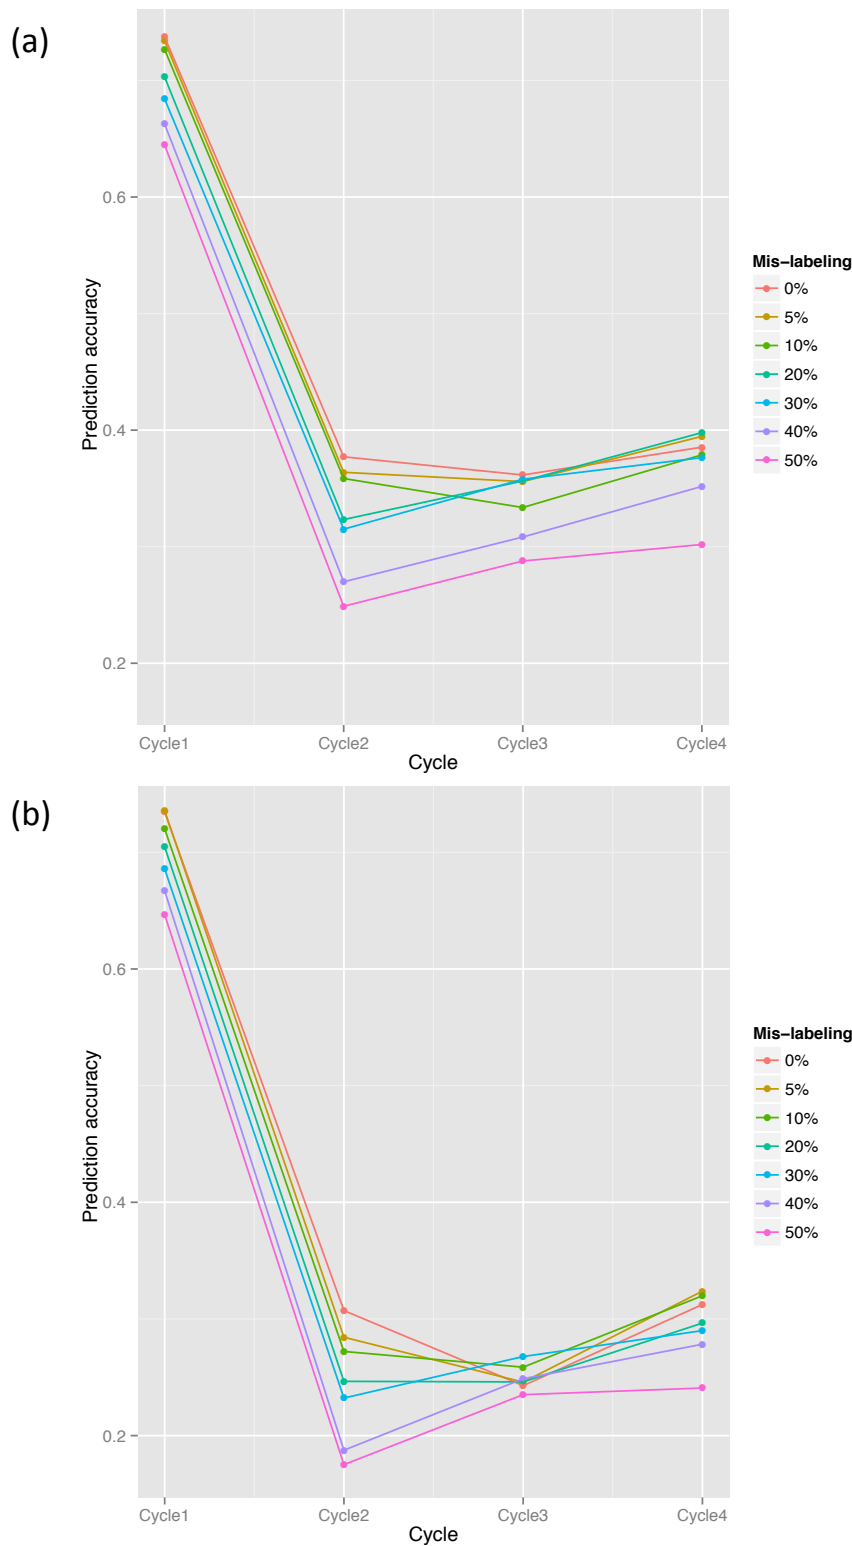 (a)
Prediction accuracy
0.6
0.4
0.2
Cycle1 Cycle2 Cycle3 Cycle4
Cycle
Mis-labeling
0%
5%
10%
20%
30%
40%
50%
(b)
Prediction accuracy
0.6
0.4
0.2
Cycle1 Cycle2 Cycle3 Cycle4
Cycle
Mis-labeling
0%
5%
10%
20%
30%
40%
50%